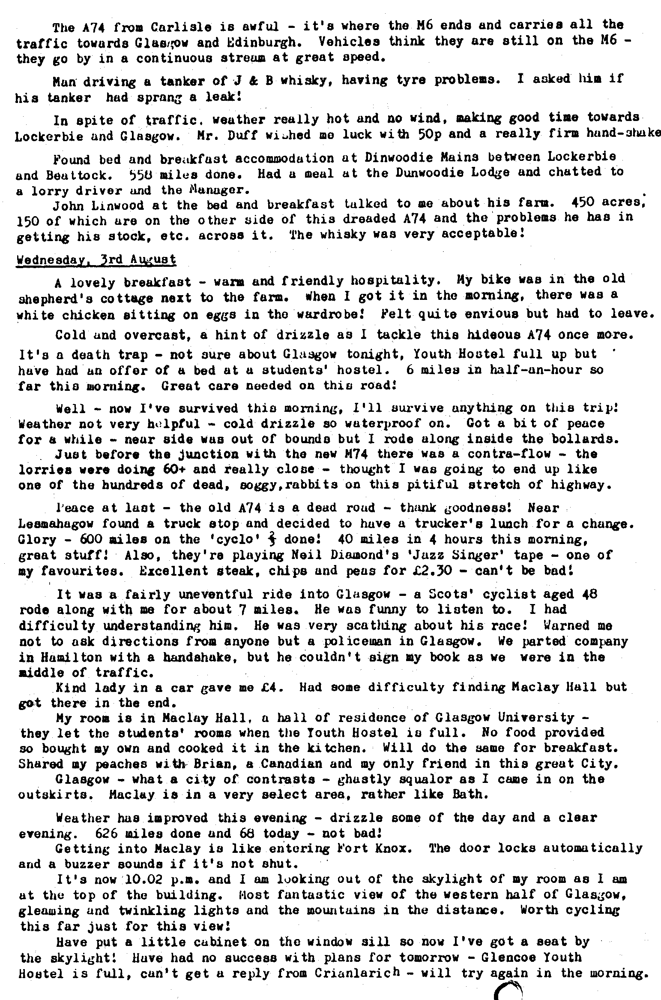 The A74 from Carlisle is awful - it's where the M6 ends and carries all the
traffic towards Glasgow and Edinburgh. Vehicles think they are still on the M6 -
they go by in a continuous stream at great speed.
Man driving a tanker of J & B whisky, having tyre problems. I asked him if
his tanker had sprang a leak!
In spite of traffic, weather really hot and no wind, making good time towards
Lockerbie and Glasgow. Mr. Duff wished me luck with 50p and a really firm hand-shake
Found bed and breakfast accommodation at Dinwoodie Mains between Lockerbie
and Beattock. 558 miles done. Had a meal at the Dunwoodie Lodge and chatted to
a lorry driver and the Manager.
John Linwood at the bed and breakfast talked to me about his farm. 450 acres,
150 of which are on the other side of this dreaded A74 and the problems he has in
getting his stock, etc. across it. The whisky was very acceptable!
Wednesday, 3rd August
A lovely breakfast - warm and friendly hospitality. My bike was in the old
shepherd's cottage next to the farm. When I got it in the morning, there was a
white chicken sitting on eggs in the wardrobe! Felt quite envious but had to leave.
Cold and overcast, a hint of drizzle as I tackle this hideous A74 once more.
It's a death trap - not sure about Glasgow tonight, Youth Hostel full up but
have had an offer of a bed at a students' hostel. 6 miles in half-an-hour so
far this morning. Great care needed on this road!
Well - now I've survived this morning, I'll survive anything on this trip!
Weather not very helpful - cold drizzle so waterproof on. Got a bit of peace
for a while - near side was out of bounds but I rode along inside the bollards.
Just before the junction with the new M74 there was a contra-flow - the
lorries were doing 60+ and really close - thought I was going to end up like
one of the hundreds of dead, soggy, rabbits on this pitiful stretch of highway.
Peace at last - the old A74 is a dead road - thank goodness! Near
Lesmahagow found a truck stop and decided to have a trucker's lunch for a change.
Glory - 600 miles on the 'cyclo' ⅔ done! 40 miles in 4 hours this morning,
great stuff! Also, they're playing Neil Diamond's 'Jazz Singer' tape - one of
my favourites. Excellent steak, chips and peas for £2.30 - can't be bad!
It was a fairly uneventful ride into Glasgow - a Scots' cyclist aged 48
rode along with me for about 7 miles. He was funny to listen to. I had
difficulty understanding him. He was very scathing about his race! Warned me
not to ask directions from anyone but a policeman in Glasgow. We parted company
in Hamilton with a handshake, but he couldn't sign my book as we were in the
middle of traffic.
Kind lady in a car gave me £4. Had some difficulty finding Maclay Hall but
got there in the end.
My room is in Maclay Hall, a hall of residence of Glasgow University -
they let the students' rooms when the Youth Hostel is full. No food provided
so bought my own and cooked it in the kitchen. Will do the same for breakfast.
Shared my peaches with Brian, a Canadian and my only friend in this great City.
Glasgow - what a city of contrasts - ghastly squalor as I came in on the
outskirts. Maclay is in a very select area, rather like Bath.
Weather has improved this evening - drizzle some of the day and a clear
evening. 626 miles done and 68 today - not bad!
Getting into Maclay is like entering Fort Knox. The door locks automatically
and a buzzer sounds if it's not shut.
It's now 10.02 p.m. and I am looking out of the skylight of my room as I am
at the top of the building. Most fantastic view of the western half of Glasgow,
gleaming and twinkling lights and the mountains in the distance. Worth cycling
this far just for this view!
Have put a little cabinet on the window sill so now I've got a seat by
the skylight! Have had no success with plans for tomorrow - Glencoe Youth
Hostel is full, can't get a reply from Crianlarich - will try again in the morning.